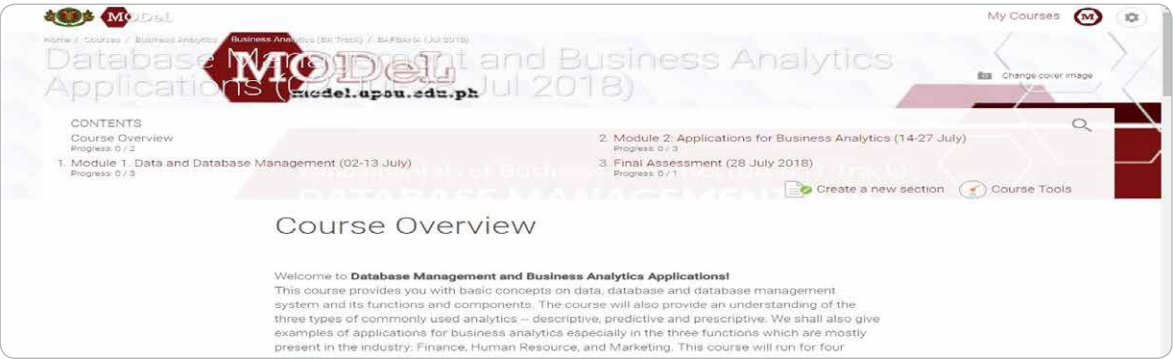 MODeL
My Courses
Home / Courses / Business Analytics / Business Analytics (BA Track) / BAFBANA (Jul 2018)
Database Management and Business Analytics
Applications Jul 2018)
MODeL
model.upou.edu.ph
CONTENTS
Course Overview
Progress: 0 / 2
1. Module 1. Data and Database Management (02-13 July)
Progress: 0 / 3
2. Module 2: Applications for Business Analytics (14-27 July)
Progress: 0 / 3
3. Final Assessment (28 July 2018)
Progress: 0 / 1
Change cover image
Create a new section
Course Tools
DATABASE MANAGEMENT
Course Overview
Welcome to Database Management and Business Analytics Applications!
This course provides you with basic concepts on data, database and database management
system and its functions and components. The course will also provide an understanding of the
three types of commonly used analytics – descriptive, predictive and prescriptive. We shall also give
examples of applications for business analytics especially in the three functions which are mostly
present in the industry: Finance, Human Resource, and Marketing. This course will run for four